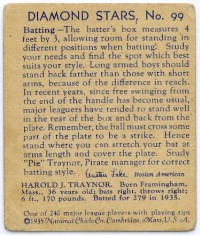 DIAMOND STARS, No. 99
Batting—The batter's box measures 4
feet by 3, allowing room for standing in
different positions when batting. Study
your needs and find the spot which best
suits your style. Long armed boys should
stand back farther than those with short
arms, because of the difference in reach.
In recent years, since free swinging from
the end of the handle has become usual,
major leaguers have tended to stand well
to the rear of the box and back from the
plate. Remember, the ball must cross some
part of the plate to be a strike. Hence
stand where you can stretch your bat at
arms length and cover the plate. Study
"Pie" Traynor, Pirate manager for correct
batting style. Austen Lake, Boston American
HAROLD J. TRAYNOR. Born Framingham,
Mass., 36 years old; bats right; throws right;
6 ft., 170 pounds. Batted for 279 in 1935.
One of 240 major league players with playing tips
©1935 National Chicle Co. Cambridge, Mass., U.S.A.